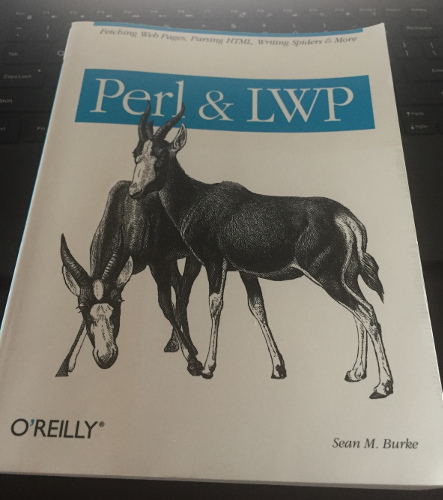 Fetching Web Pages, Parsing HTML, Writing Spiders & More
Perl & LWP
O'REILLY®
Sean M. Burke